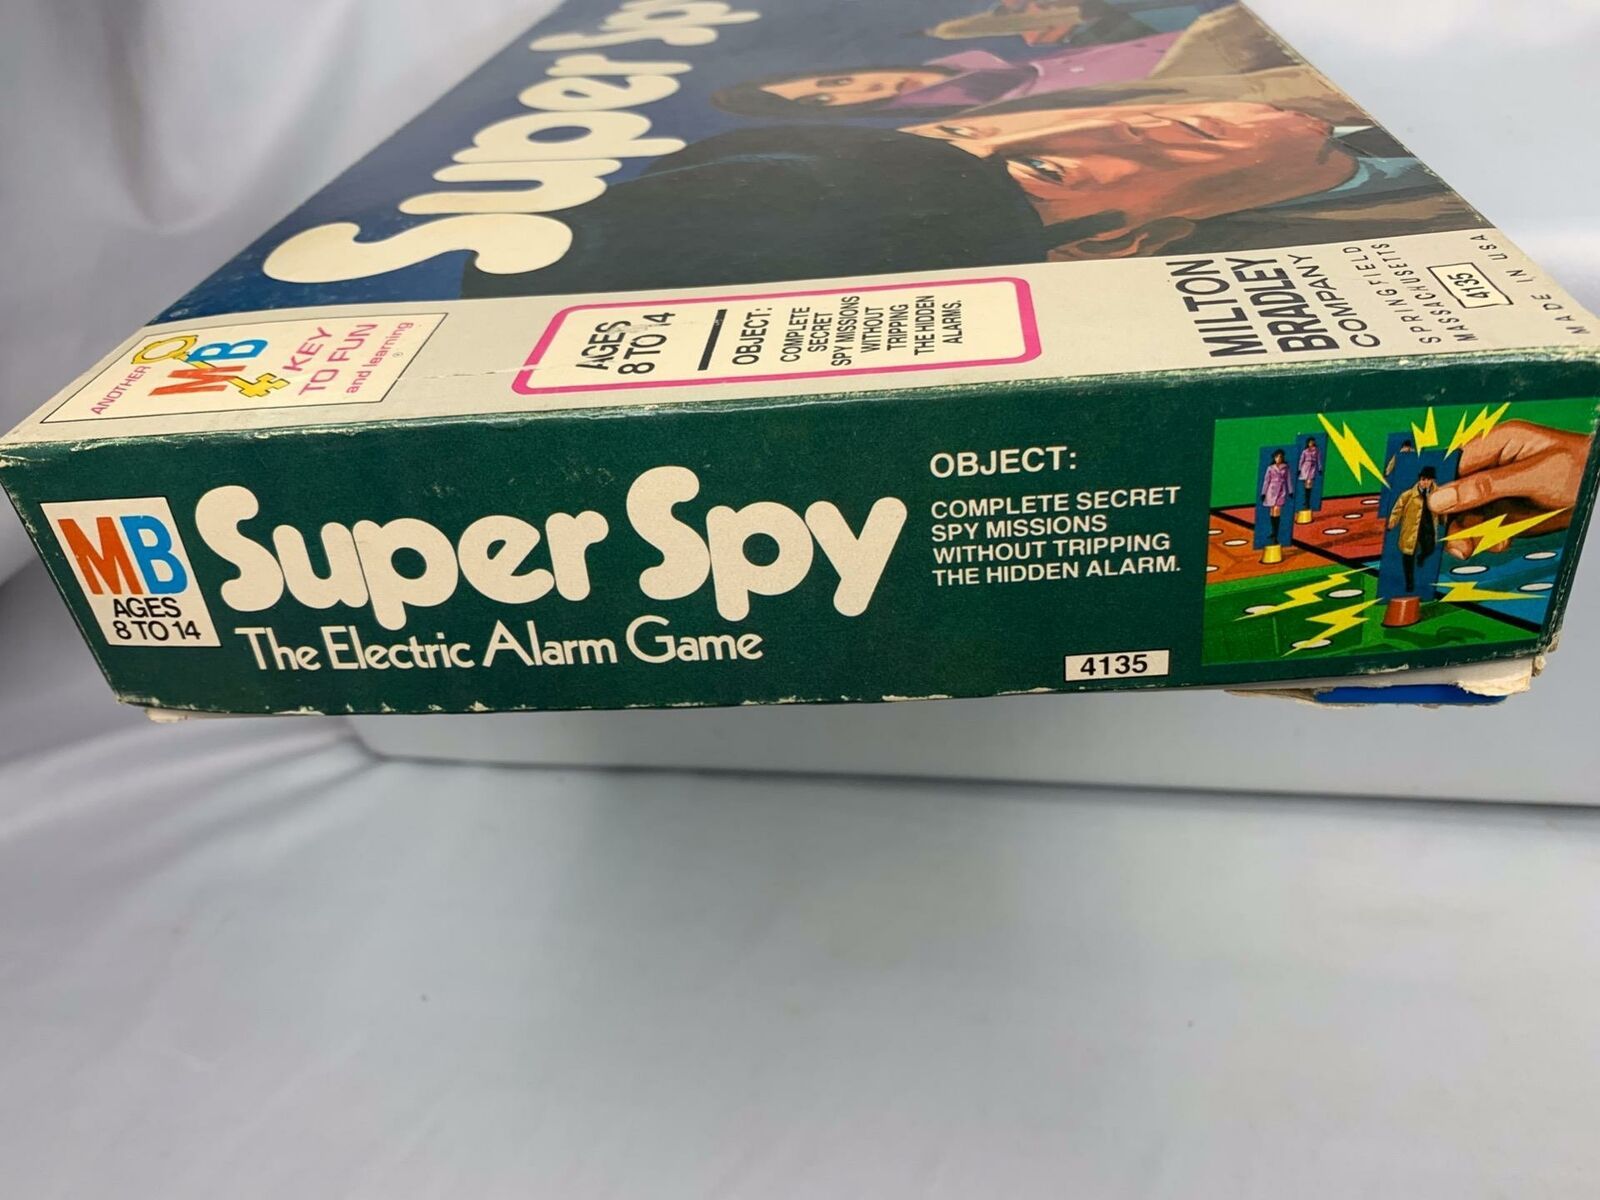 Super Spy
ANOTHER
MB
KEY
TO FUN
and learning
®
AGES
8 TO 14
OBJECT:
COMPLETE
SECRET
SPY MISSIONS
WITHOUT
TRIPPING
THE HIDDEN
ALARMS.
MILTON
BRADLEY
COMPANY
SPRINGFIELD
MASSACHUSETTS
4135
MADE IN U.S.A
MB
AGES
8 TO 14
Super Spy
The Electric Alarm Game
OBJECT:
COMPLETE SECRET
SPY MISSIONS
WITHOUT TRIPPING
THE HIDDEN ALARM.
4135